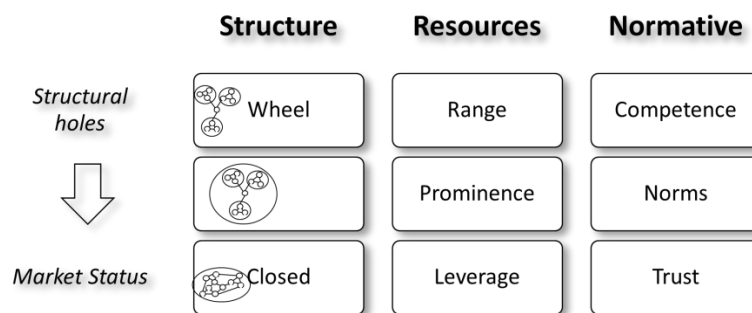 Structure Resources Normative
Structural
holes
Wheel Range Competence
Prominence Norms
Market Status Closed Leverage Trust